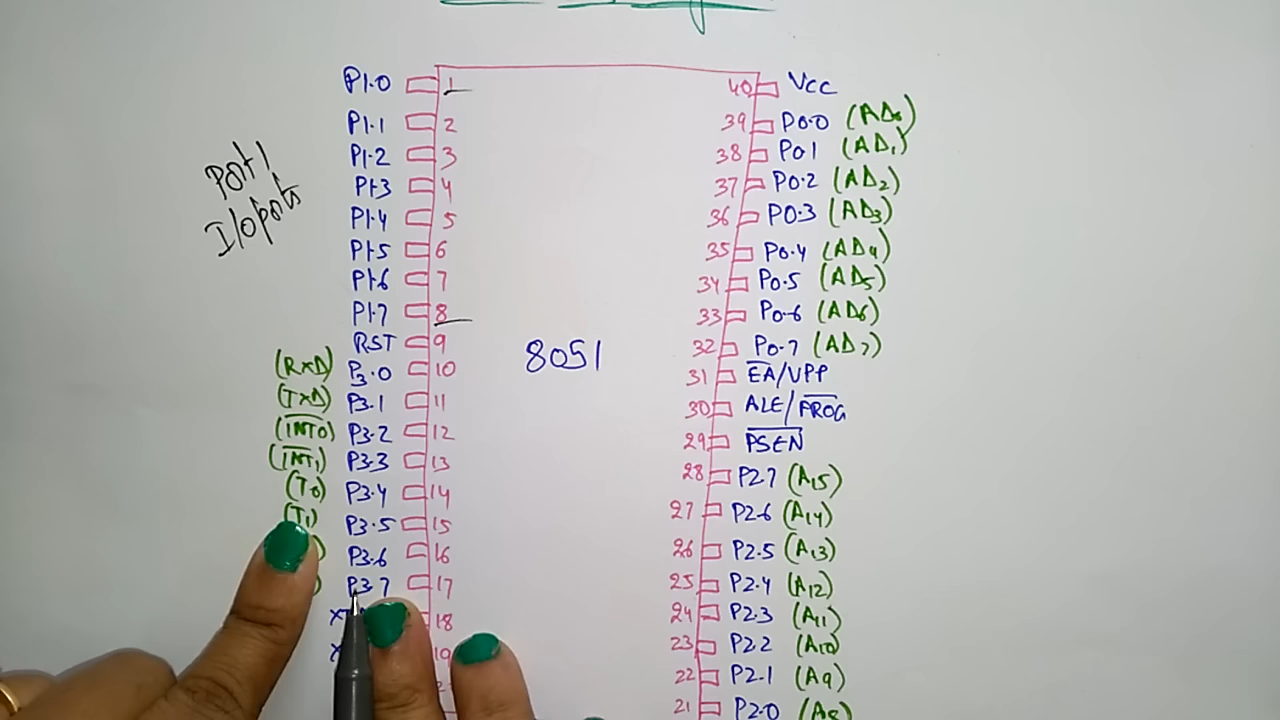 P1.0 1
P1.1 2
P1.2 3
P1.3 4
P1.4 5
P1.5 6
P1.6 7
P1.7 8
RST 9
(RxD) P3.0 10
(TxD) P3.1 11
(INT0) P3.2 12
(INT1) P3.3 13
(T0) P3.4 14
(T1) P3.5 15
P3.6 16
P3.7 17
18
19
Port 1
I/O ports
8051
40 VCC
39 P0.0 (AD0)
38 P0.1 (AD1)
37 P0.2 (AD2)
36 P0.3 (AD3)
35 P0.4 (AD4)
34 P0.5 (AD5)
33 P0.6 (AD6)
32 P0.7 (AD7)
31 EA/VPP
30 ALE/PROG
29 PSEN
28 P2.7 (A15)
27 P2.6 (A14)
26 P2.5 (A13)
25 P2.4 (A12)
24 P2.3 (A11)
23 P2.2 (A10)
22 P2.1 (A9)
21 P2.0 (A8)